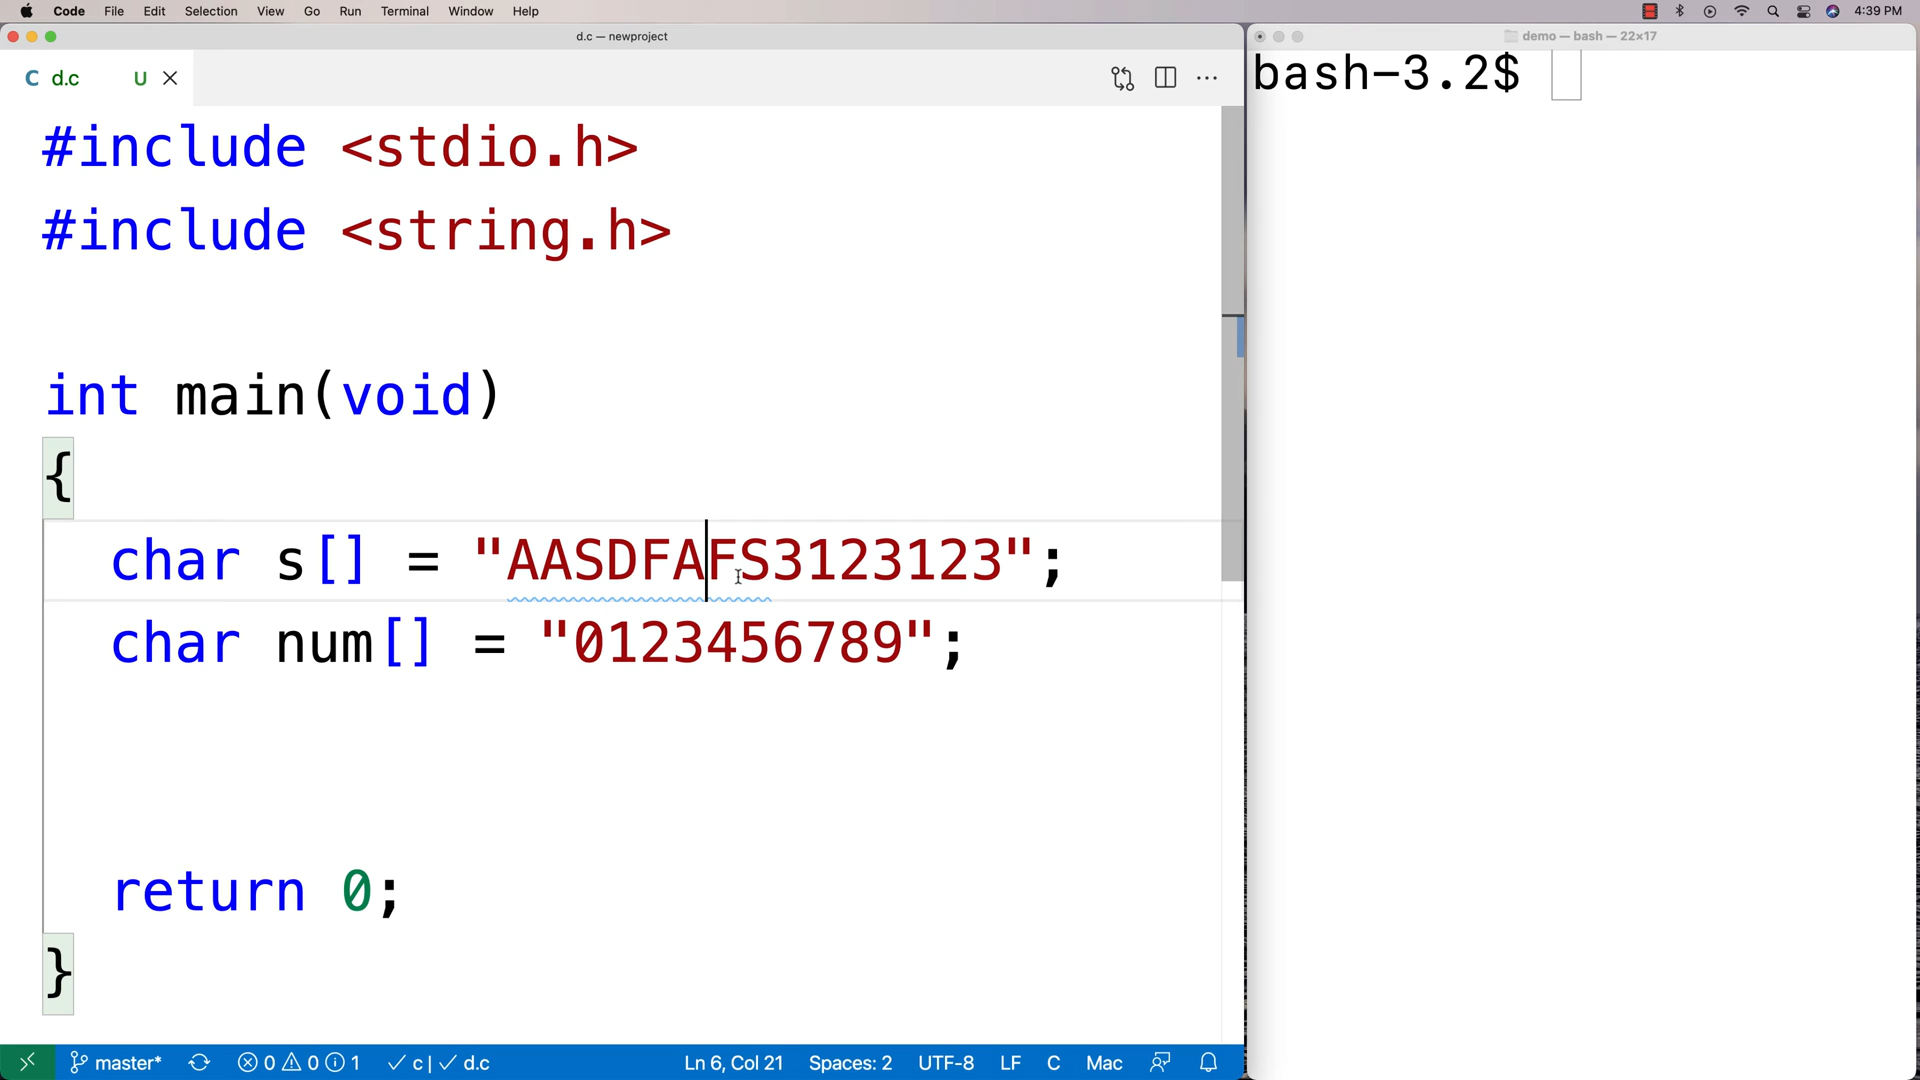 Code File Edit Selection View Go Run Terminal Window Help 4:39 PM
d.c — newproject
demo — bash — 22×17
C d.c U
bash-3.2$
#include <stdio.h>
#include <string.h>
int main(void)
{
char s[] = "AASDFAFS3123123";
char num[] = "0123456789";
return 0;
}
master* 0 0 1 c | d.c Ln 6, Col 21 Spaces: 2 UTF-8 LF C Mac